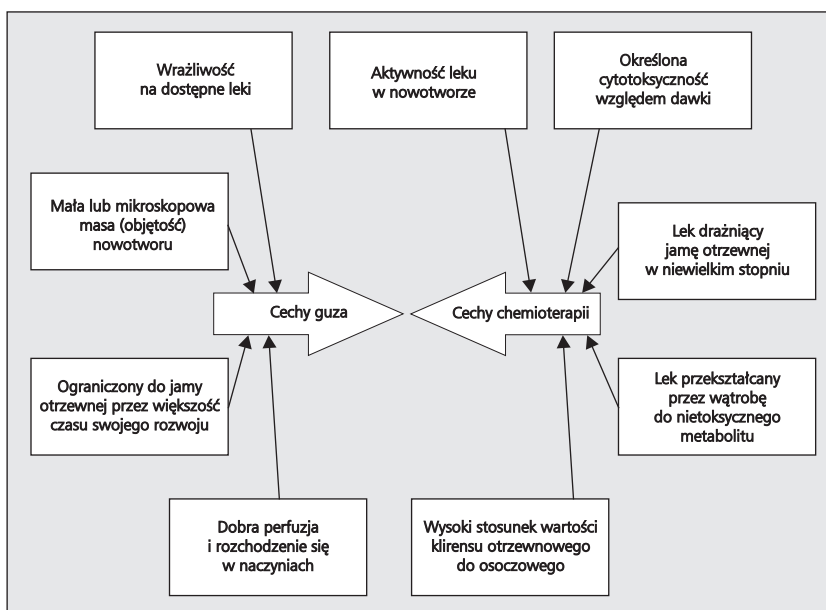 Wrażliwość
na dostępne leki
Aktywność leku
w nowotworze
Określona
cytotoksyczność
względem dawki
Mała lub mikroskopowa
masa (objętość)
nowotworu
Lek drażniący
jamę otrzewnej
w niewielkim stopniu
Cechy guza
Cechy chemioterapii
Ograniczony do jamy
otrzewnej przez większość
czasu swojego rozwoju
Lek przekształcany
przez wątrobę
do nietoksycznego
metabolitu
Dobra perfuzja
i rozchodzenie się
w naczyniach
Wysoki stosunek wartości
klirensu otrzewnowego
do osoczowego